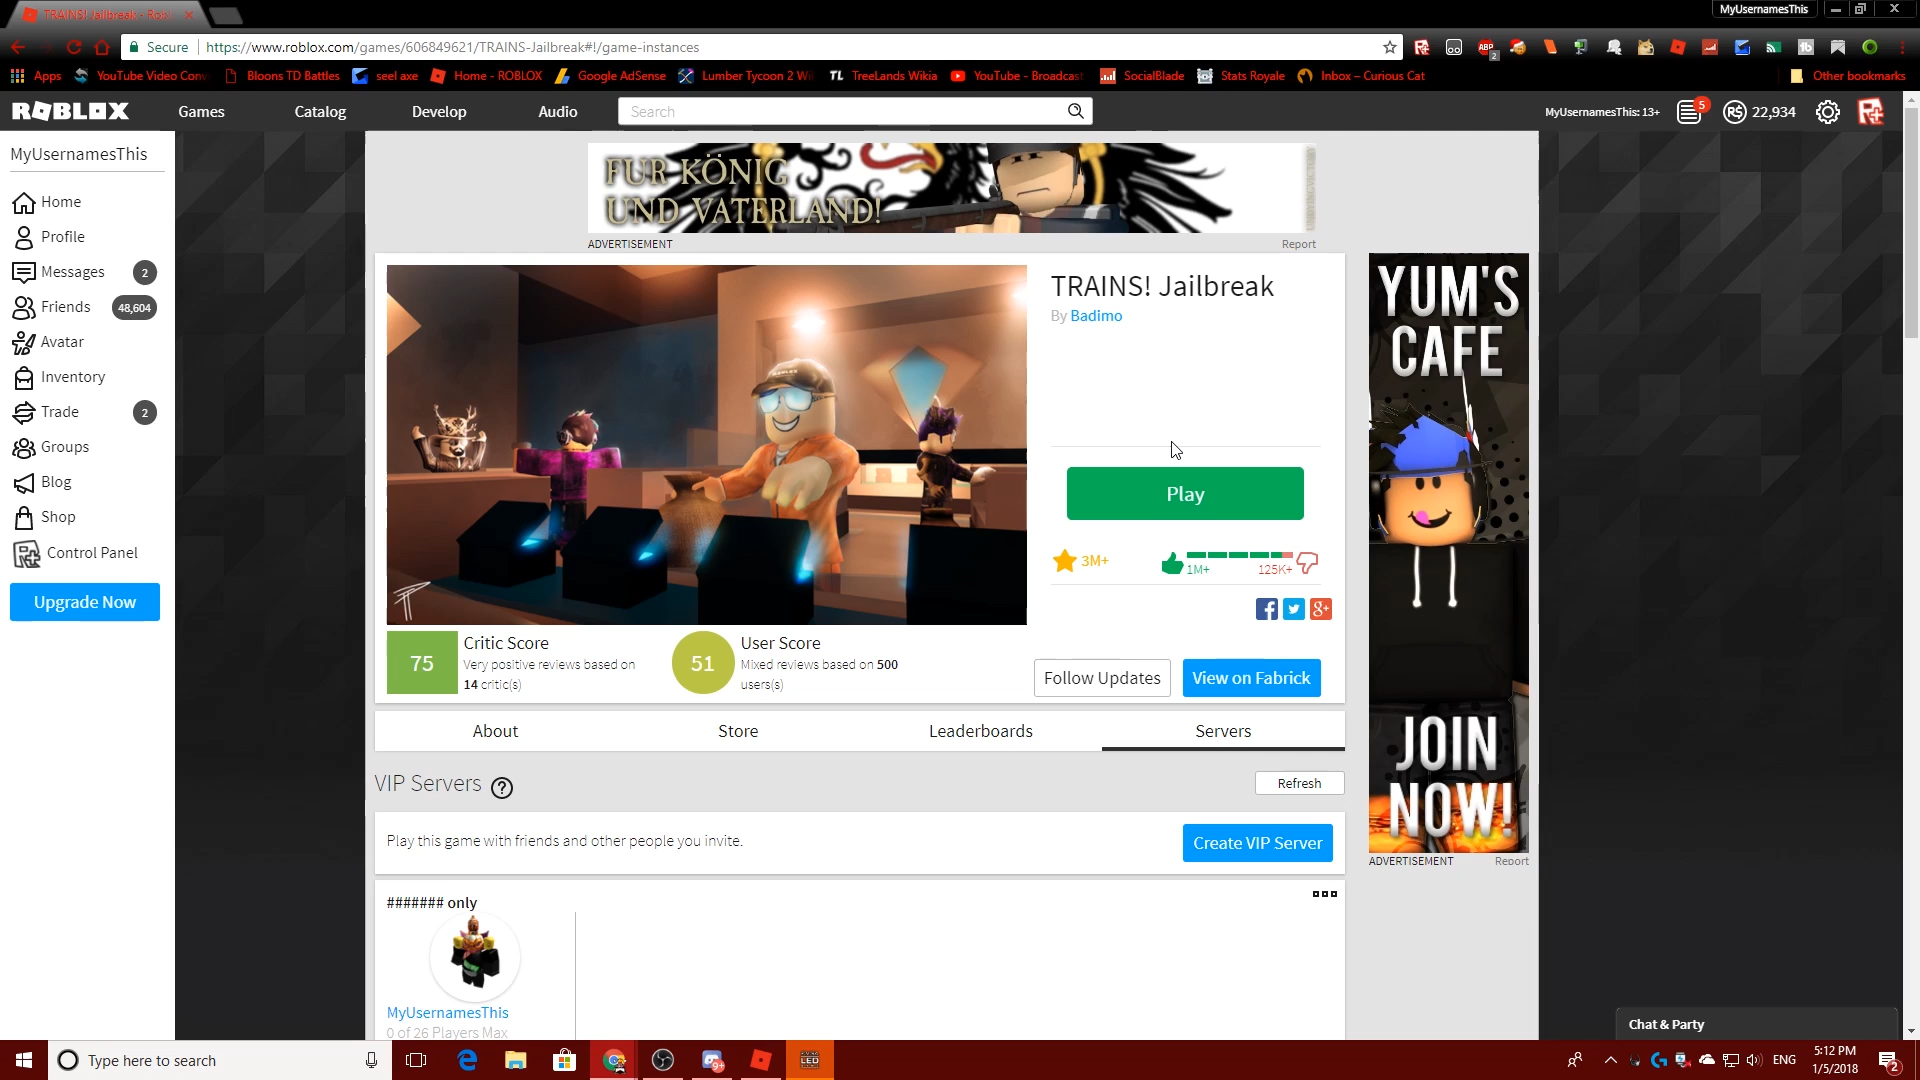 TRAINS! Jailbreak - Rob
MyUsernamesThis
Secure
https://www.roblox.com/games/606849621/TRAINS-Jailbreak#!/game-instances
ABP
2
Apps
YouTube Video Conv
Bloons TD Battles
seel axe
Home - ROBLOX
Google AdSense
Lumber Tycoon 2 Wi
TL TreeLands Wikia
YouTube - Broadcast
SocialBlade
Stats Royale
Inbox – Curious Cat
Other bookmarks
ROBLOX
Games
Catalog
Develop
Audio
Search
MyUsernamesThis: 13+
5
R$
22,934
R+
MyUsernamesThis
Home
Profile
Messages
2
Friends
48,604
Avatar
Inventory
Trade
2
Groups
Blog
Shop
Control Panel
Upgrade Now
FUR KÖNIG
UND VATERLAND!
ADVERTISEMENT
Report
ROBLOX
TRAINS! Jailbreak
By Badimo
Play
3M+
1M+
125K+
75
Critic Score
Very positive reviews based on
14 critic(s)
51
User Score
Mixed reviews based on 500
users(s)
Follow Updates
View on Fabrick
About
Store
Leaderboards
Servers
VIP Servers
?
Refresh
Play this game with friends and other people you invite.
Create VIP Server
####### only
MyUsernamesThis
0 of 26 Players Max
YUM'S
CAFE
JOIN
NOW!
ADVERTISEMENT
Report
Chat & Party
Type here to search
9+
LED
ENG
5:12 PM
1/5/2018
2